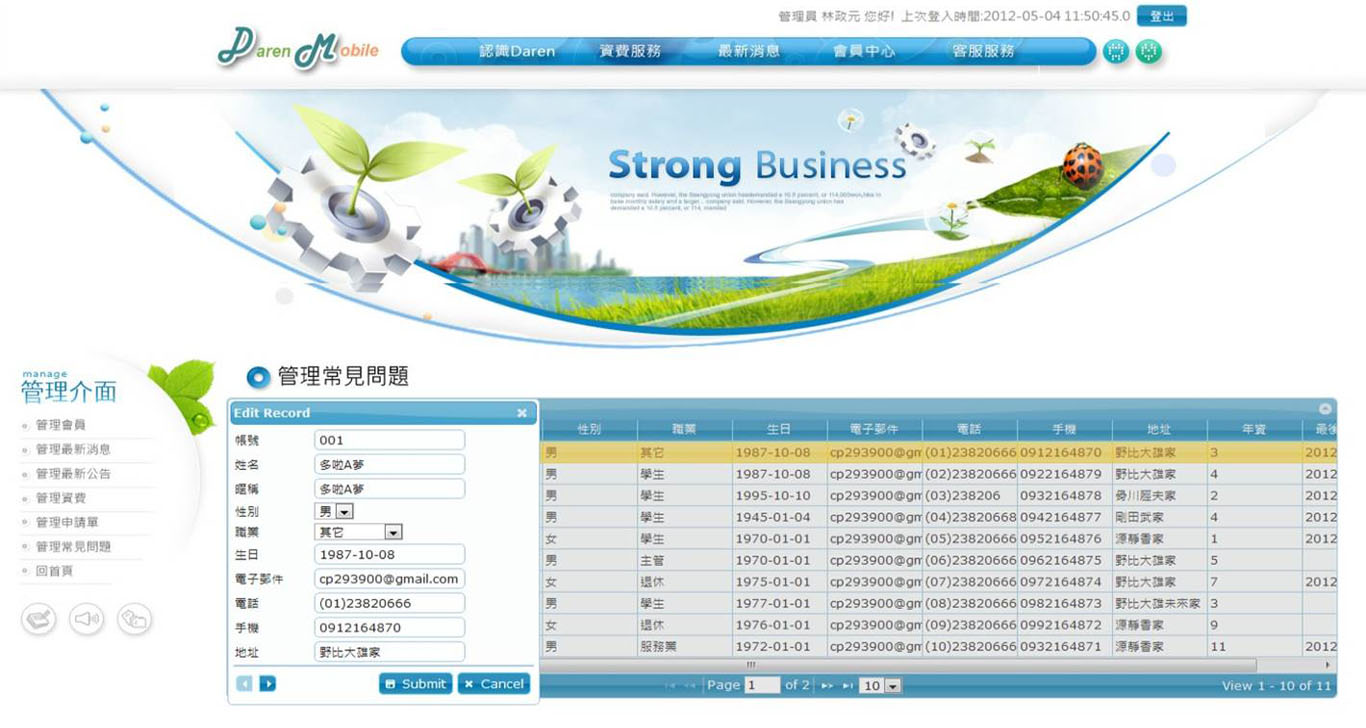 管理員 林政元 您好! 上次登入時間:2012-05-04 11:50:45.0 登出
Daren Mobile
認識Daren 資費服務 最新消息 會員中心 客服服務
Strong Business
manage
管理介面
管理會員
管理最新消息
管理最新公告
管理資費
管理申請單
管理常見問題
回首頁
管理常見問題
Edit Record
帳號 001
姓名 多啦A夢
暱稱 多啦A夢
性別 男
職業 其它
生日 1987-10-08
電子郵件 cp293900@gmail.com
電話 (01)23820666
手機 0912164870
地址 野比大雄家
Submit Cancel
性別 職業 生日 電子郵件 電話 手機 地址 年資 最後
男 其它 1987-10-08 cp293900@gm (01)23820666 0912164870 野比大雄家 3 2012
男 學生 1987-10-08 cp293900@gm (02)23820666 0922164879 野比大雄家 4 2012
男 學生 1995-10-10 cp293900@gm (03)238206 0932164878 骨川脛夫家 2 2012
男 學生 1945-01-04 cp293900@gm (04)23820668 0942164877 剛田武家 4 2012
女 學生 1970-01-01 cp293900@gm (05)23820666 0952164876 源靜香家 1 2012
男 主管 1970-01-01 cp293900@gm (06)23820666 0962164875 野比大雄家 5
女 退休 1975-01-01 cp293900@gm (07)23820666 0972164874 野比大雄家 7 2012
男 學生 1977-01-01 cp293900@gm (08)23820666 0982164873 野比大雄未來家 3
女 退休 1976-01-01 cp293900@gm (09)23820666 0992164872 源靜香家 9
男 服務業 1972-01-01 cp293900@gm (10)23820666 0932164871 源靜香家 11 2012
Page 1 of 2 10 View 1 - 10 of 11